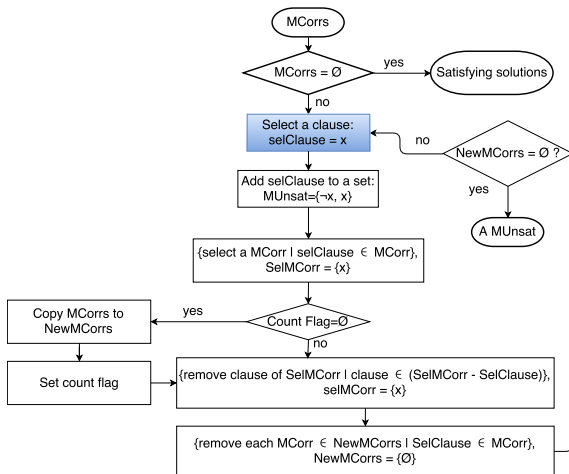 MCorrs
MCorrs = Ø
yes
Satisfying solutions
no
Select a clause:
selClause = x
no
NewMCorrs = Ø ?
Add selClause to a set:
MUnsat={¬x, x}
yes
A MUnsat
{select a MCorr | selClause ∈ MCorr},
SelMCorr = {x}
Copy MCorrs to
NewMCorrs
yes
Count Flag=Ø
no
Set count flag
{remove clause of SelMCorr | clause ∈ (SelMCorr - SelClause)},
selMCorr = {x}
{remove each MCorr ∈ NewMCorrs | SelClause ∈ MCorr},
NewMCorrs = {Ø}